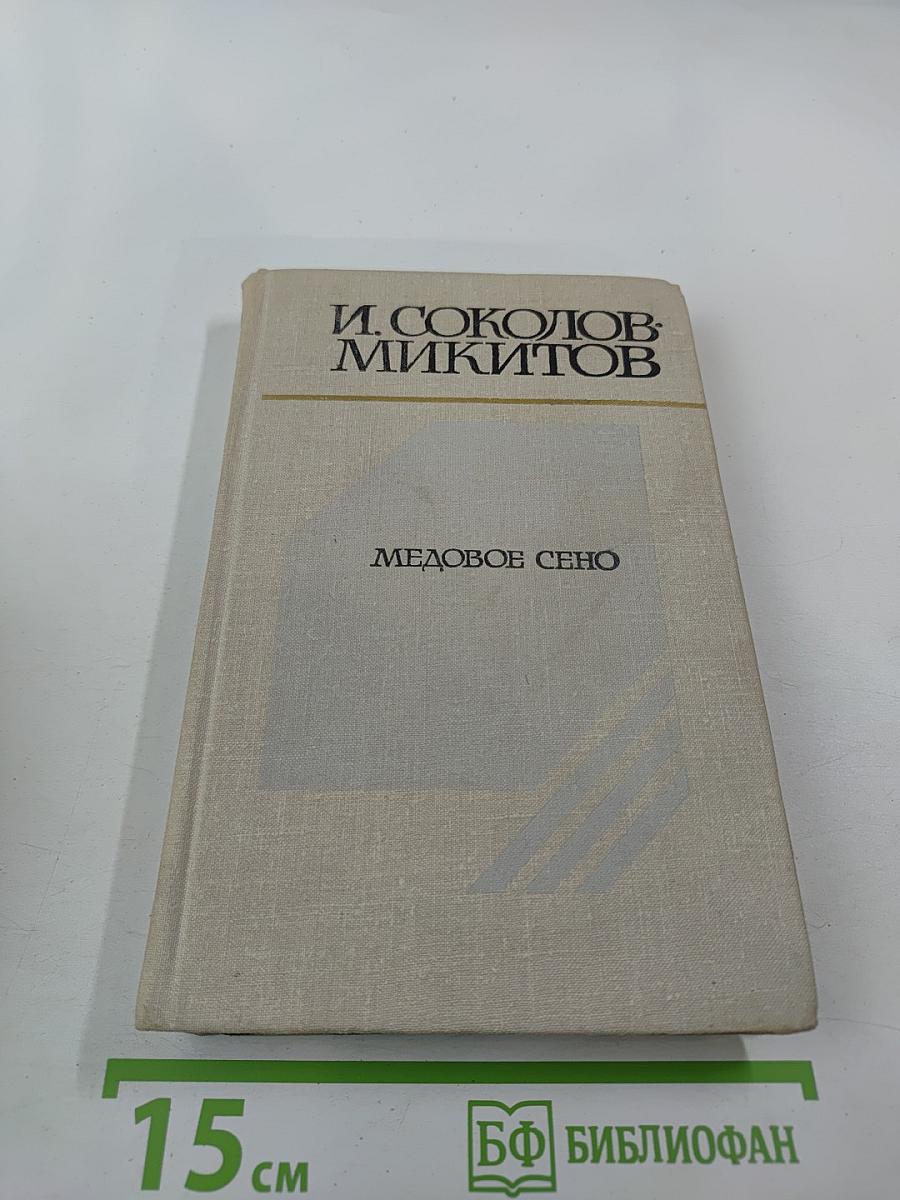 И. СОКОЛОВ-
МИКИТОВ
МЕДОВОЕ СЕНО
15 см
БФ БИБЛИОФАН